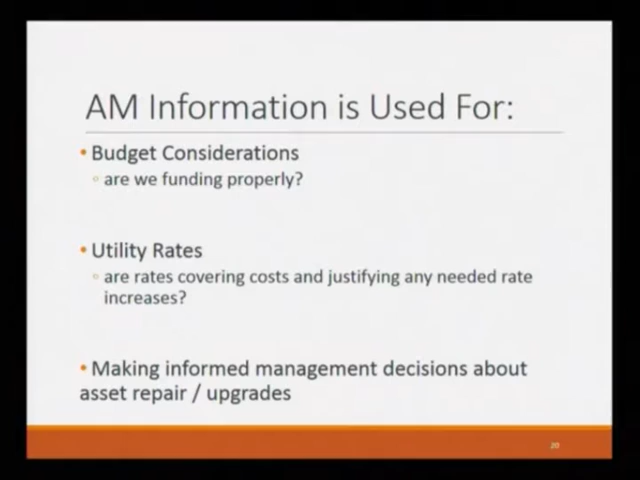 AM Information is Used For:
• Budget Considerations
◦ are we funding properly?
• Utility Rates
◦ are rates covering costs and justifying any needed rate
increases?
• Making informed management decisions about
asset repair / upgrades
20